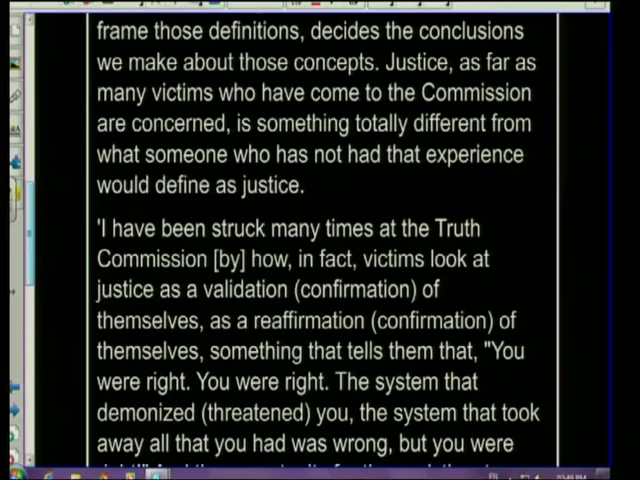 frame those definitions, decides the conclusions
we make about those concepts. Justice, as far as
many victims who have come to the Commission
are concerned, is something totally different from
what someone who has not had that experience
would define as justice.
'I have been struck many times at the Truth
Commission [by] how, in fact, victims look at
justice as a validation (confirmation) of
themselves, as a reaffirmation (confirmation) of
themselves, something that tells them that, "You
were right. You were right. The system that
demonized (threatened) you, the system that took
away all that you had was wrong, but you were